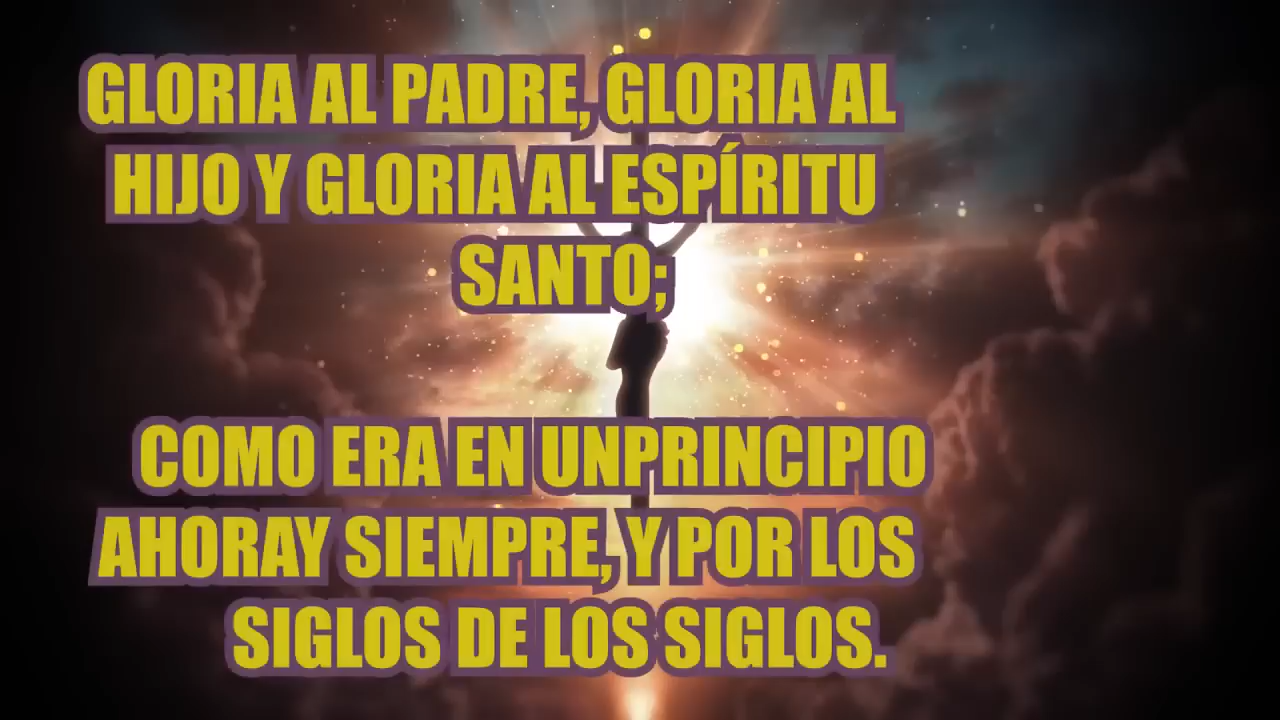 GLORIA AL PADRE, GLORIA AL
HIJO Y GLORIA AL ESPÍRITU
SANTO;
COMO ERA EN UNPRINCIPIO
AHORAY SIEMPRE, Y POR LOS
SIGLOS DE LOS SIGLOS.